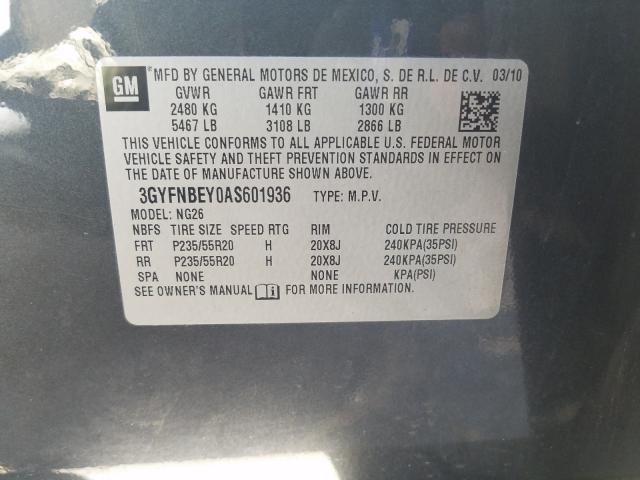 GM ® MFD BY GENERAL MOTORS DE MEXICO, S. DE R.L. DE C.V. 03/10
GVWR GAWR FRT GAWR RR
2480 KG 1410 KG 1300 KG
5467 LB 3108 LB 2866 LB
THIS VEHICLE CONFORMS TO ALL APPLICABLE U.S. FEDERAL MOTOR
VEHICLE SAFETY AND THEFT PREVENTION STANDARDS IN EFFECT ON
THE DATE OF MANUFACTURE SHOWN ABOVE.
3GYFNBEY0AS601936 TYPE: M.P.V.
MODEL: NG26
NBFS TIRE SIZE SPEED RTG RIM COLD TIRE PRESSURE
FRT P235/55R20 H 20X8J 240KPA(35PSI)
RR P235/55R20 H 20X8J 240KPA(35PSI)
SPA NONE NONE KPA(PSI)
SEE OWNER'S MANUAL FOR MORE INFORMATION.